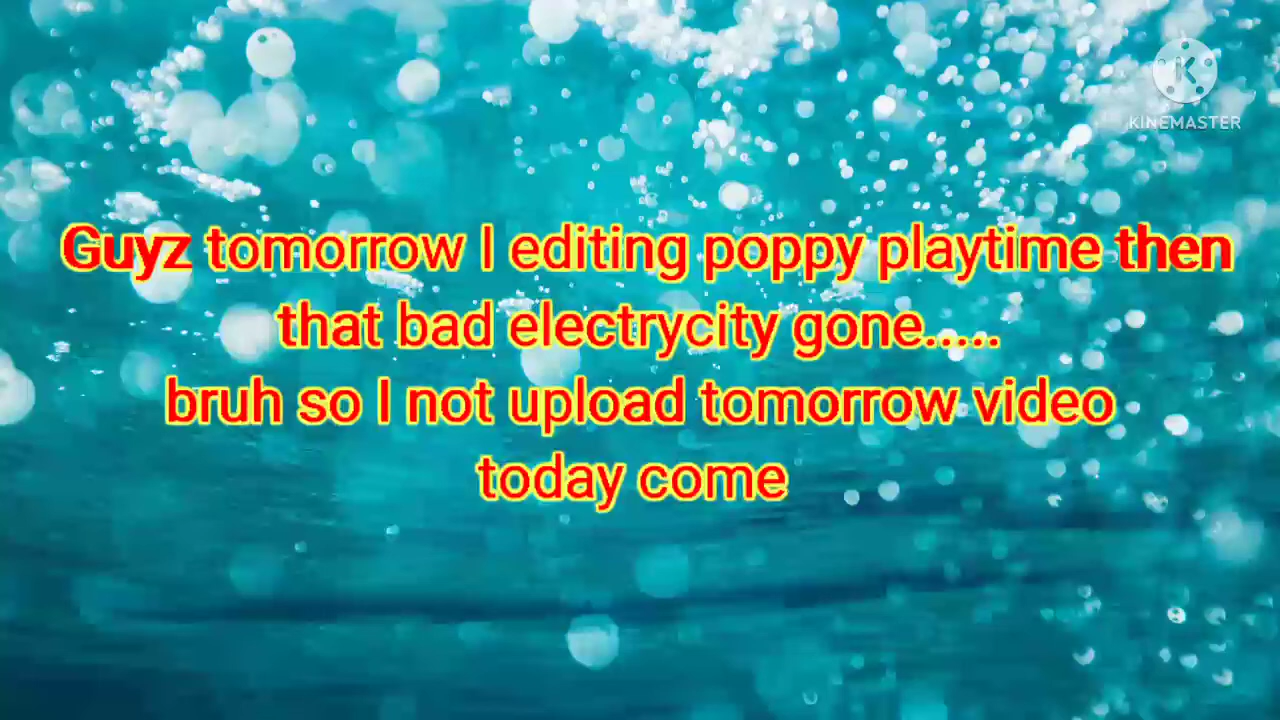 KINEMASTER
Guyz tomorrow I editing poppy playtime then
that bad electrycity gone.....
bruh so I not upload tomorrow video
today come